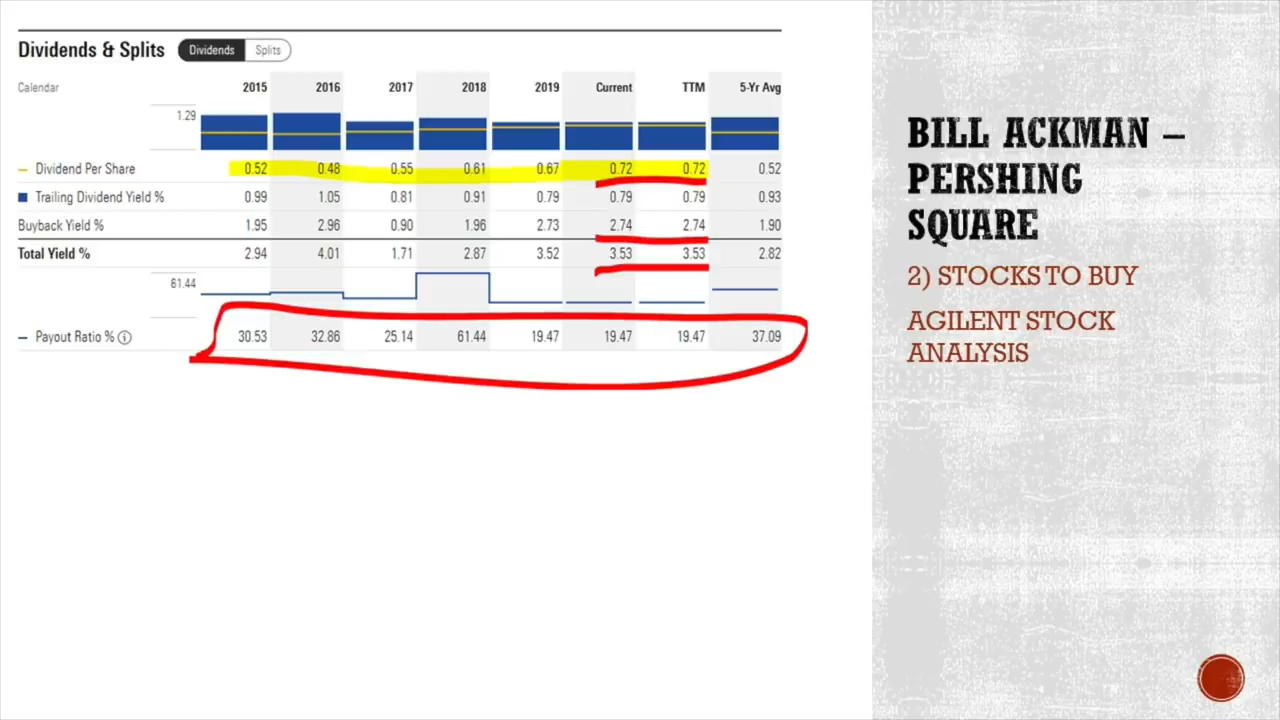 Dividends & Splits Dividends Splits
Calendar 2015 2016 2017 2018 2019 Current TTM 5-Yr Avg
1.29
Dividend Per Share 0.52 0.48 0.55 0.61 0.67 0.72 0.72 0.52
Trailing Dividend Yield % 0.99 1.05 0.81 0.91 0.79 0.79 0.79 0.93
Buyback Yield % 1.95 2.96 0.90 1.96 2.73 2.74 2.74 1.90
Total Yield % 2.94 4.01 1.71 2.87 3.52 3.53 3.53 2.82
61.44
Payout Ratio % 30.53 32.86 25.14 61.44 19.47 19.47 19.47 37.09
BILL ACKMAN –
PERSHING
SQUARE
2) STOCKS TO BUY
AGILENT STOCK
ANALYSIS